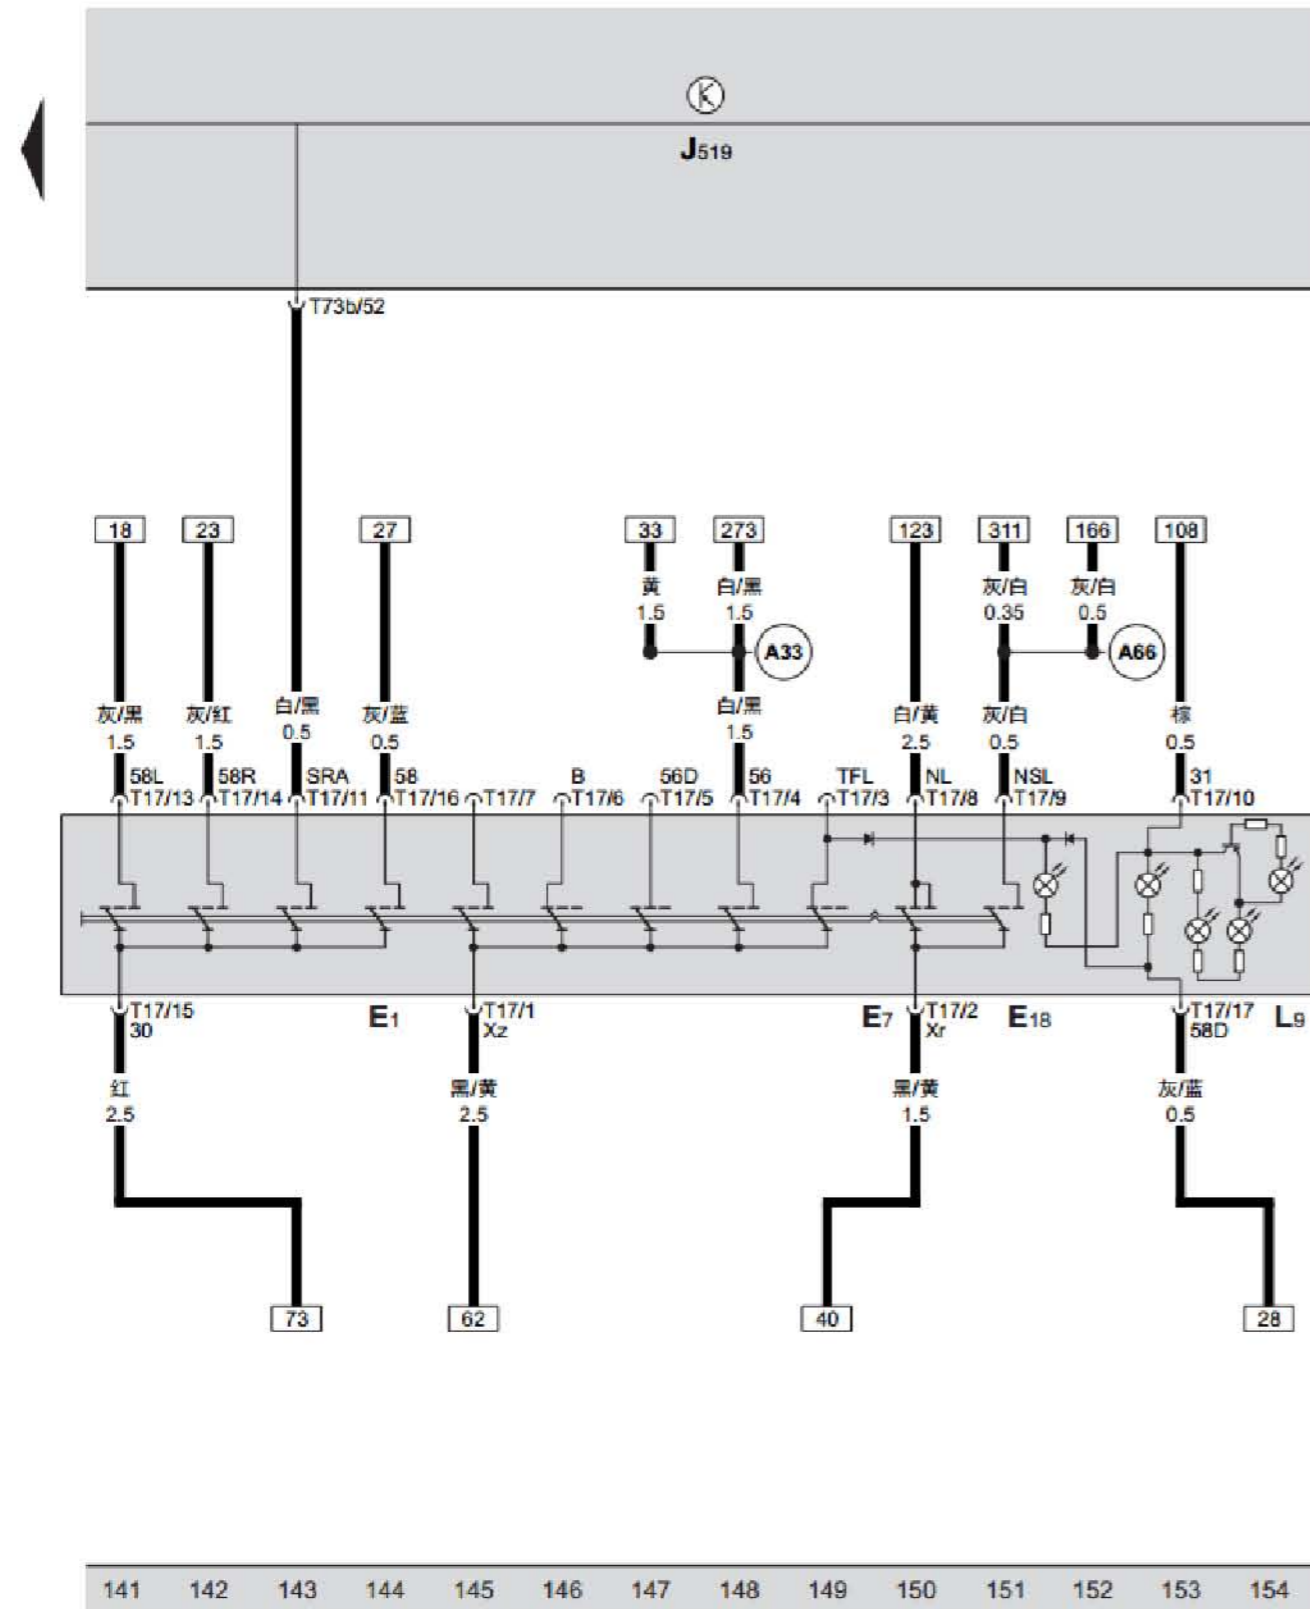 K
J519
T73b/52
18 23 27 33 273 123 311 166 108
黄 白/黑 灰/白 灰/白
1.5 1.5 0.35 0.5
A33 A66
灰/黑 灰/红 白/黑 灰/蓝 白/黑 白/黄 灰/白 棕
1.5 1.5 0.5 0.5 1.5 2.5 0.5 0.5
58L 58R SRA 58 B 56D 56 TFL NL NSL 31
T17/13 T17/14 T17/11 T17/16 T17/7 T17/6 T17/5 T17/4 T17/3 T17/8 T17/9 T17/10
T17/15 E1 T17/1 E7 T17/2 E18 T17/17 L9
30 Xz Xr 58D
红 黑/黄 黑/黄 灰/蓝
2.5 2.5 1.5 0.5
73 62 40 28
141 142 143 144 145 146 147 148 149 150 151 152 153 154